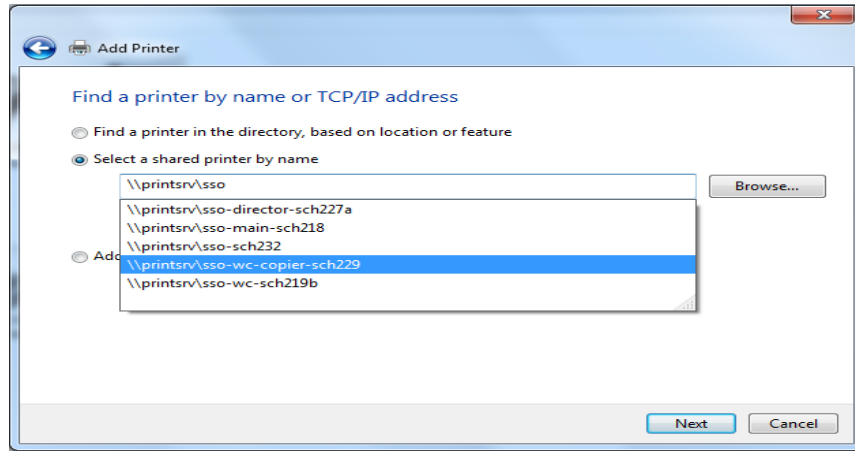 Add Printer
Find a printer by name or TCP/IP address
Find a printer in the directory, based on location or feature
Select a shared printer by name
\\printsrv\sso
Browse...
\\printsrv\sso-director-sch227a
\\printsrv\sso-main-sch218
\\printsrv\sso-sch232
Add
\\printsrv\sso-wc-copier-sch229
\\printsrv\sso-wc-sch219b
Next
Cancel